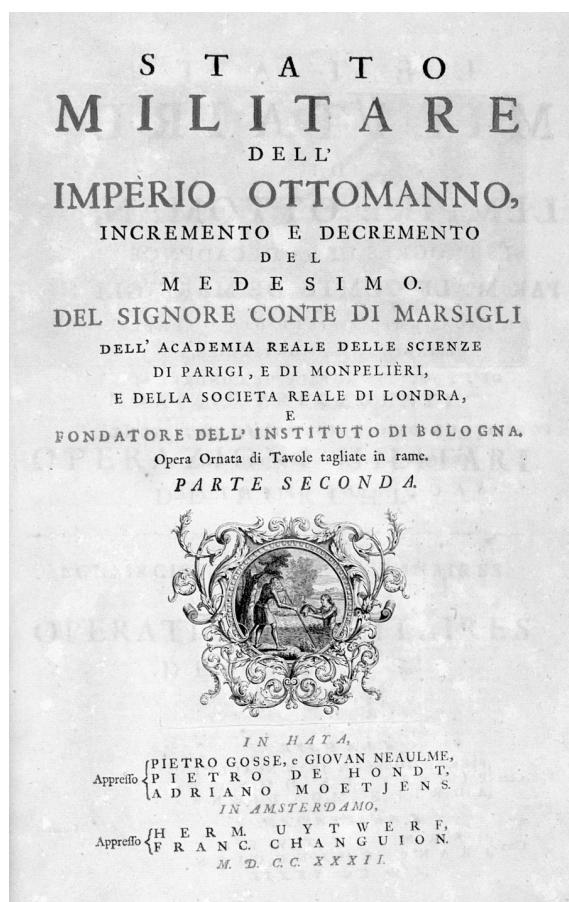 STATO
MILITARE
DELL'
IMPÈRIO OTTOMANNO,
INCREMENTO E DECREMENTO
DEL
MEDESIMO.
DEL SIGNORE CONTE DI MARSIGLI
DELL' ACADEMIA REALE DELLE SCIENZE
DI PARIGI, E DI MONPELIÈRI,
E DELLA SOCIETA REALE DI LONDRA,
E
FONDATORE DELL' INSTITUTO DI BOLOGNA.
Opera Ornata di Tavole tagliate in rame.
PARTE SECONDA.
IN HAYA,
Appresso { PIETRO GOSSE, e GIOVAN NEAULME,
PIETRO DE HONDT,
ADRIANO MOETJENS.
IN AMSTERDAMO,
Appresso { HERM. UYTWERF,
FRANC. CHANGUION.
M. D. C. C. XXXII.